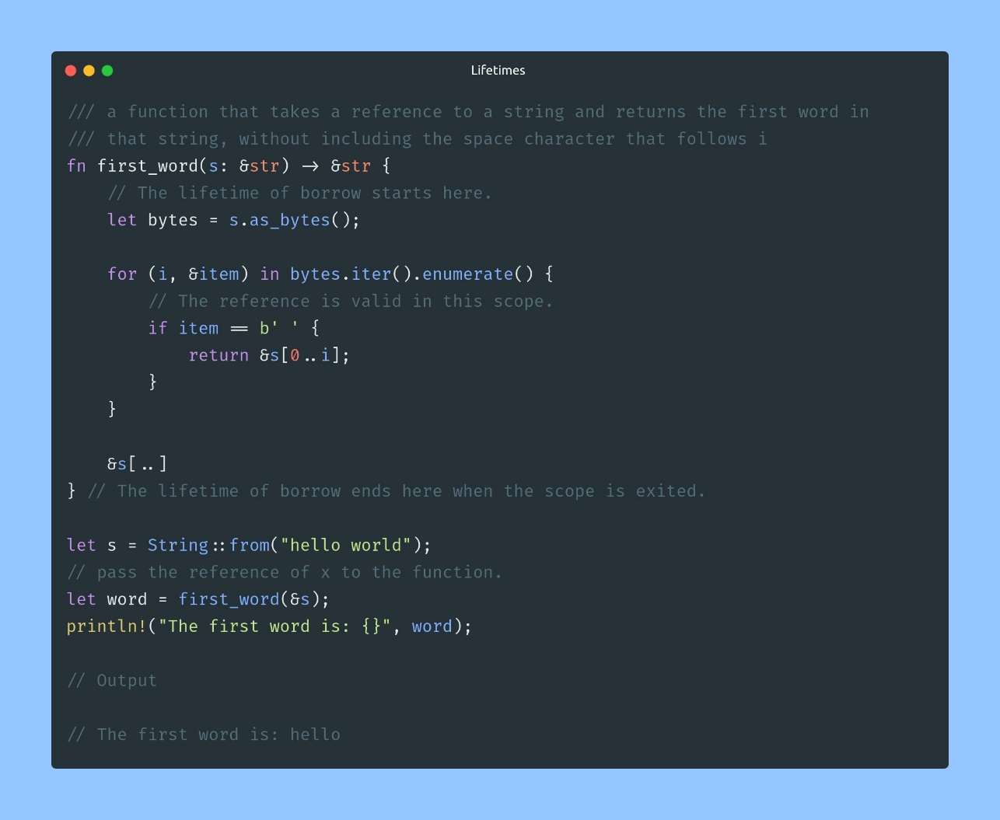 Lifetimes
/// a function that takes a reference to a string and returns the first word in
/// that string, without including the space character that follows i
fn first_word(s: &str) -> &str {
    // The lifetime of borrow starts here.
    let bytes = s.as_bytes();

    for (i, &item) in bytes.iter().enumerate() {
        // The reference is valid in this scope.
        if item == b' ' {
            return &s[0..i];
        }
    }

    &s[..]
} // The lifetime of borrow ends here when the scope is exited.

let s = String::from("hello world");
// pass the reference of x to the function.
let word = first_word(&s);
println!("The first word is: {}", word);

// Output

// The first word is: hello